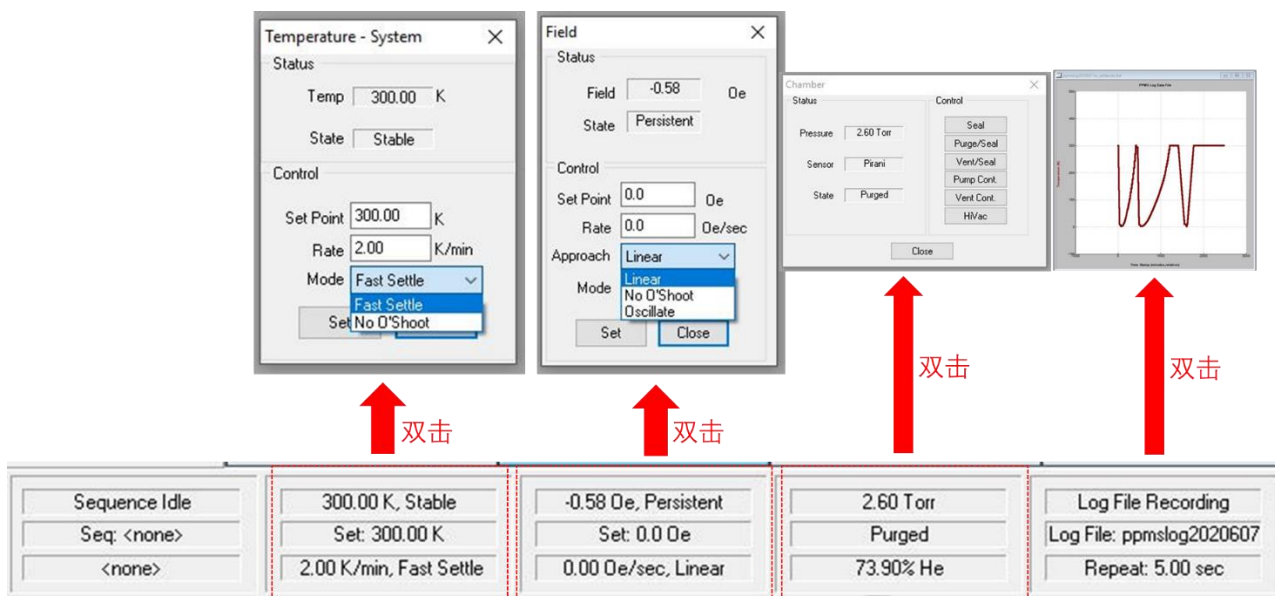 Temperature - System
Status
Temp 300.00 K
State Stable
Control
Set Point 300.00 K
Rate 2.00 K/min
Mode Fast Settle
Fast Settle
No O'Shoot
Set
Field
Status
Field -0.58 Oe
State Persistent
Control
Set Point 0.0 Oe
Rate 0.0 Oe/sec
Approach Linear
Linear
Mode No O'Shoot
Oscillate
Set Close
Chamber
Status Control
Pressure 2.60 Torr
Sensor Pirani
State Purged
Seal
Purge/Seal
Vent/Seal
Pump Cont.
Vent Cont.
HiVac
Close
PPMS Log Data File
双击
双击
双击
双击
Sequence Idle
Seq: <none>
<none>
300.00 K, Stable
Set: 300.00 K
2.00 K/min, Fast Settle
-0.58 Oe, Persistent
Set: 0.0 Oe
0.00 Oe/sec, Linear
2.60 Torr
Purged
73.90% He
Log File Recording
Log File: ppmslog2020607
Repeat: 5.00 sec